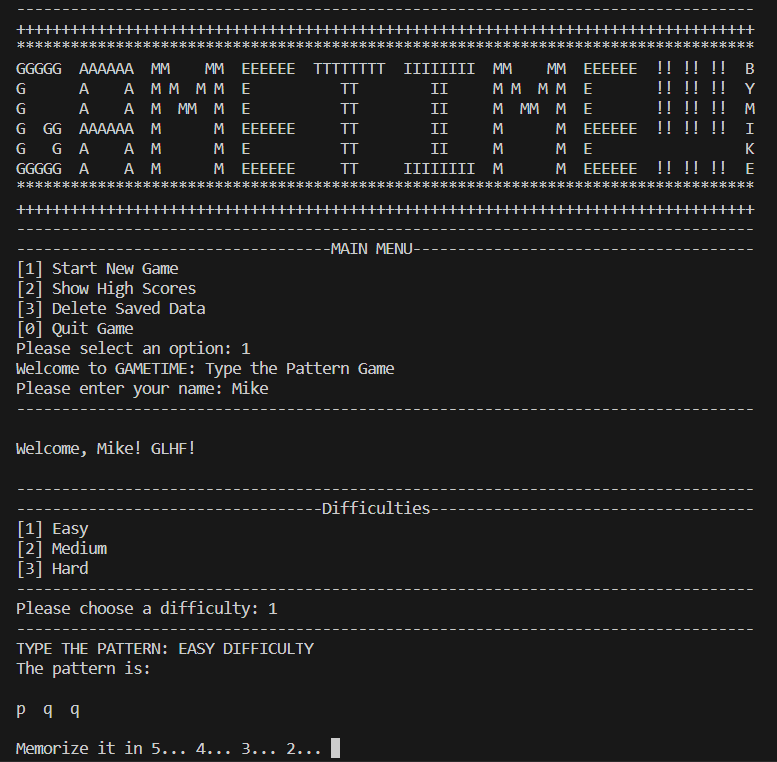 ----------------------------------------------------------------------------------
++++++++++++++++++++++++++++++++++++++++++++++++++++++++++++++++++++++++++++++++++
**********************************************************************************
GGGGG  AAAAAA  MM    MM  EEEEEE  TTTTTTTT  IIIIIIII  MM    MM  EEEEEE  !! !! !!  B
G      A    A  M M  M M  E          TT        II     M M  M M  E       !! !! !!  Y
G      A    A  M  MM  M  E          TT        II     M  MM  M  E       !! !! !!  M
G  GG  AAAAAA  M      M  EEEEEE     TT        II     M      M  EEEEEE  !! !! !!  I
G   G  A    A  M      M  E          TT        II     M      M  E                 K
GGGGG  A    A  M      M  EEEEEE     TT     IIIIIIII  M      M  EEEEEE  !! !! !!  E
**********************************************************************************
++++++++++++++++++++++++++++++++++++++++++++++++++++++++++++++++++++++++++++++++++
----------------------------------------------------------------------------------
-----------------------------------MAIN MENU--------------------------------------
[1] Start New Game
[2] Show High Scores
[3] Delete Saved Data
[0] Quit Game
Please select an option: 1
Welcome to GAMETIME: Type the Pattern Game
Please enter your name: Mike
----------------------------------------------------------------------------------
Welcome, Mike! GLHF!
----------------------------------------------------------------------------------
----------------------------------Difficulties------------------------------------
[1] Easy
[2] Medium
[3] Hard
----------------------------------------------------------------------------------
Please choose a difficulty: 1
----------------------------------------------------------------------------------
TYPE THE PATTERN: EASY DIFFICULTY
The pattern is:
p  q  q
Memorize it in 5... 4... 3... 2...